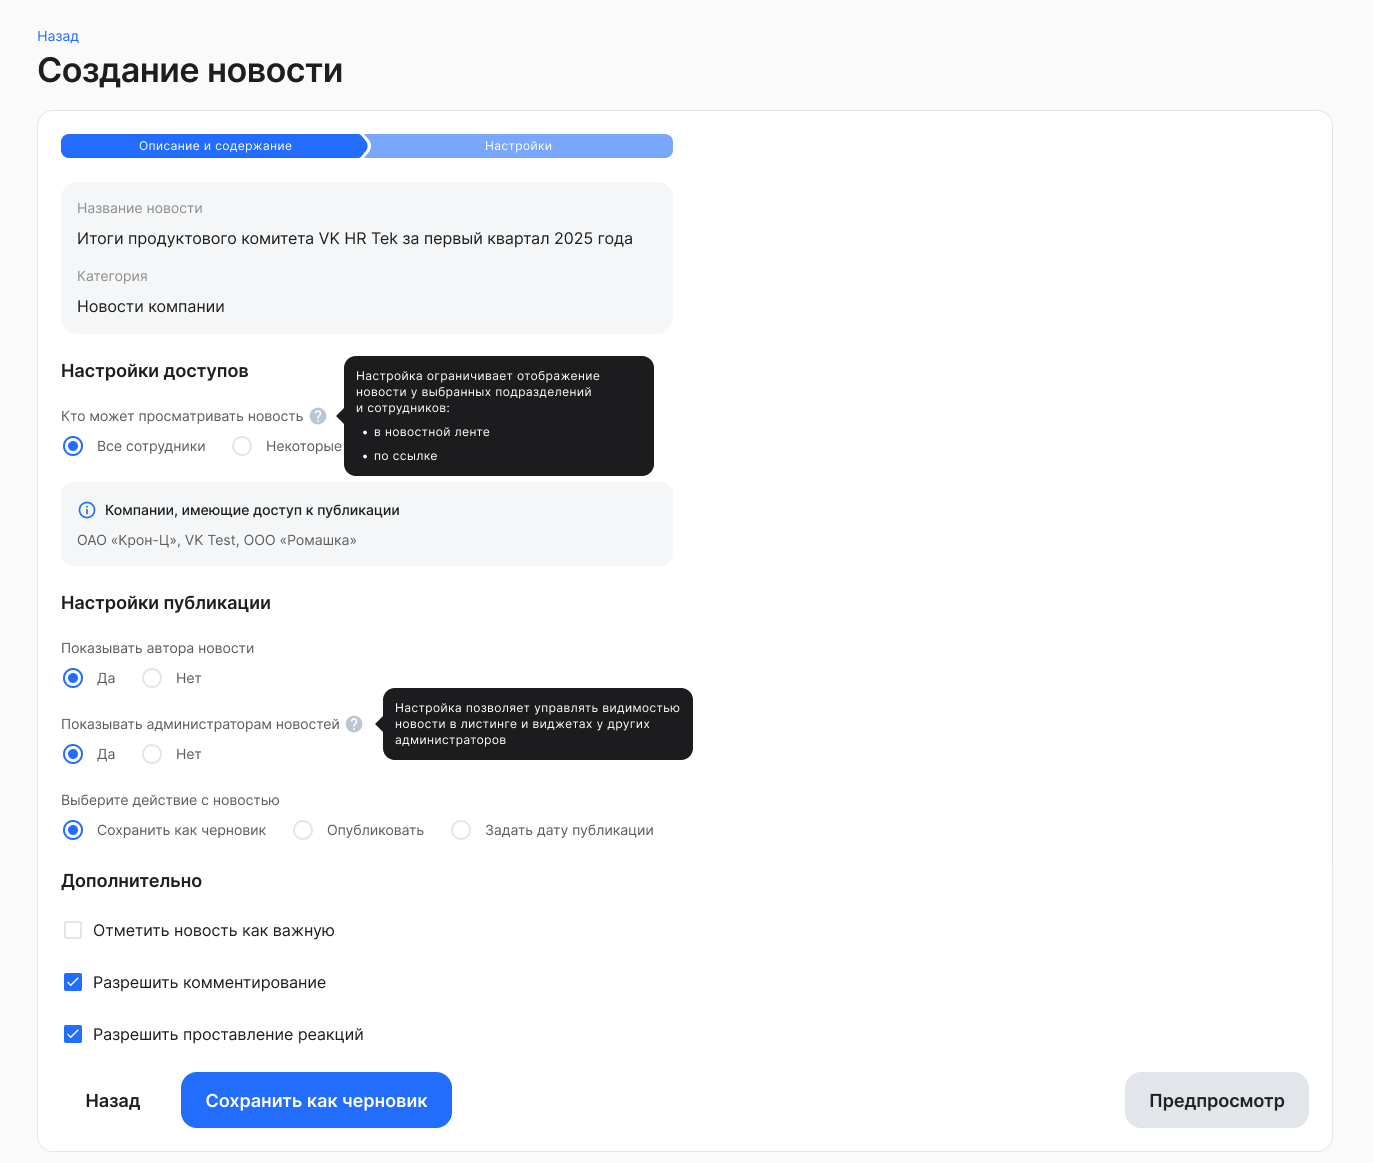 Назад
Создание новости
Описание и содержание
Настройки
Название новости
Итоги продуктового комитета VK HR Tek за первый квартал 2025 года
Категория
Новости компании
Настройки доступов
Кто может просматривать новость ?
Все сотрудники
Некоторые
Настройка ограничивает отображение
новости у выбранных подразделений
и сотрудников:
• в новостной ленте
• по ссылке
Компании, имеющие доступ к публикации
ОАО «Крон-Ц», VK Test, ООО «Ромашка»
Настройки публикации
Показывать автора новости
Да
Нет
Показывать администраторам новостей ?
Настройка позволяет управлять видимостью
новости в листинге и виджетах у других
администраторов
Да
Нет
Выберите действие с новостью
Сохранить как черновик
Опубликовать
Задать дату публикации
Дополнительно
Отметить новость как важную
Разрешить комментирование
Разрешить проставление реакций
Назад
Сохранить как черновик
Предпросмотр